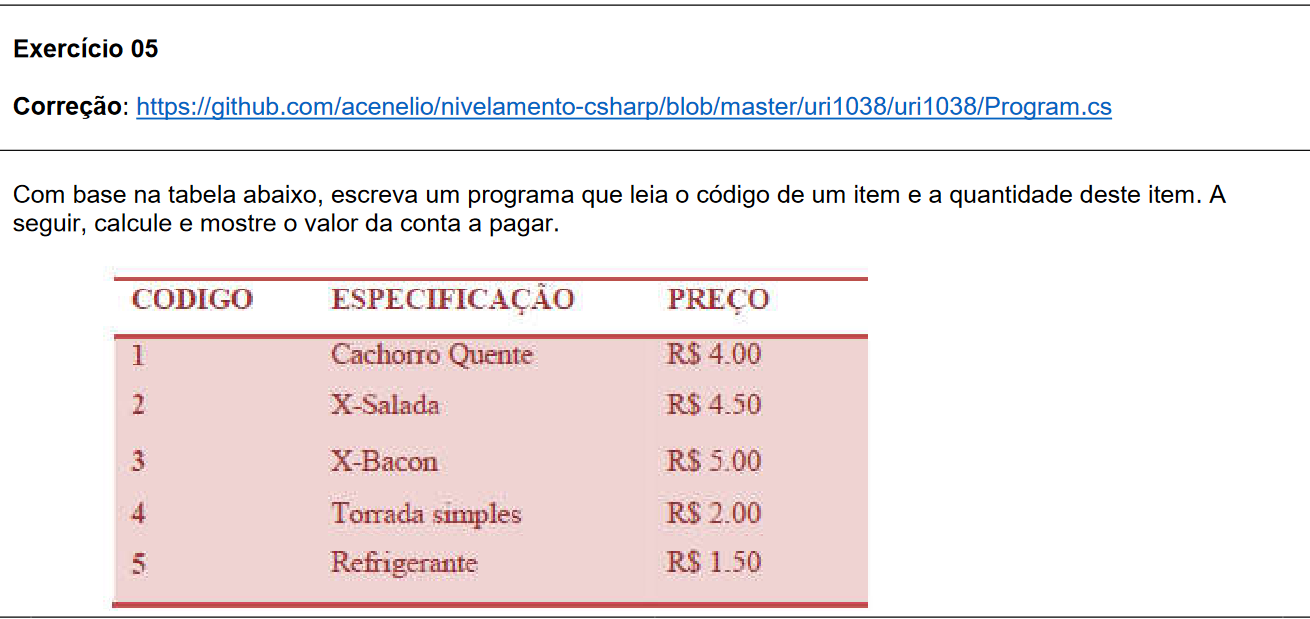 Exercício 05
Correção: https://github.com/acenelio/nivelamento-csharp/blob/master/uri1038/uri1038/Program.cs
Com base na tabela abaixo, escreva um programa que leia o código de um item e a quantidade deste item. A
seguir, calcule e mostre o valor da conta a pagar.
CODIGO ESPECIFICAÇÃO PREÇO
1 Cachorro Quente R$ 4.00
2 X-Salada R$ 4.50
3 X-Bacon R$ 5.00
4 Torrada simples R$ 2.00
5 Refrigerante R$ 1.50